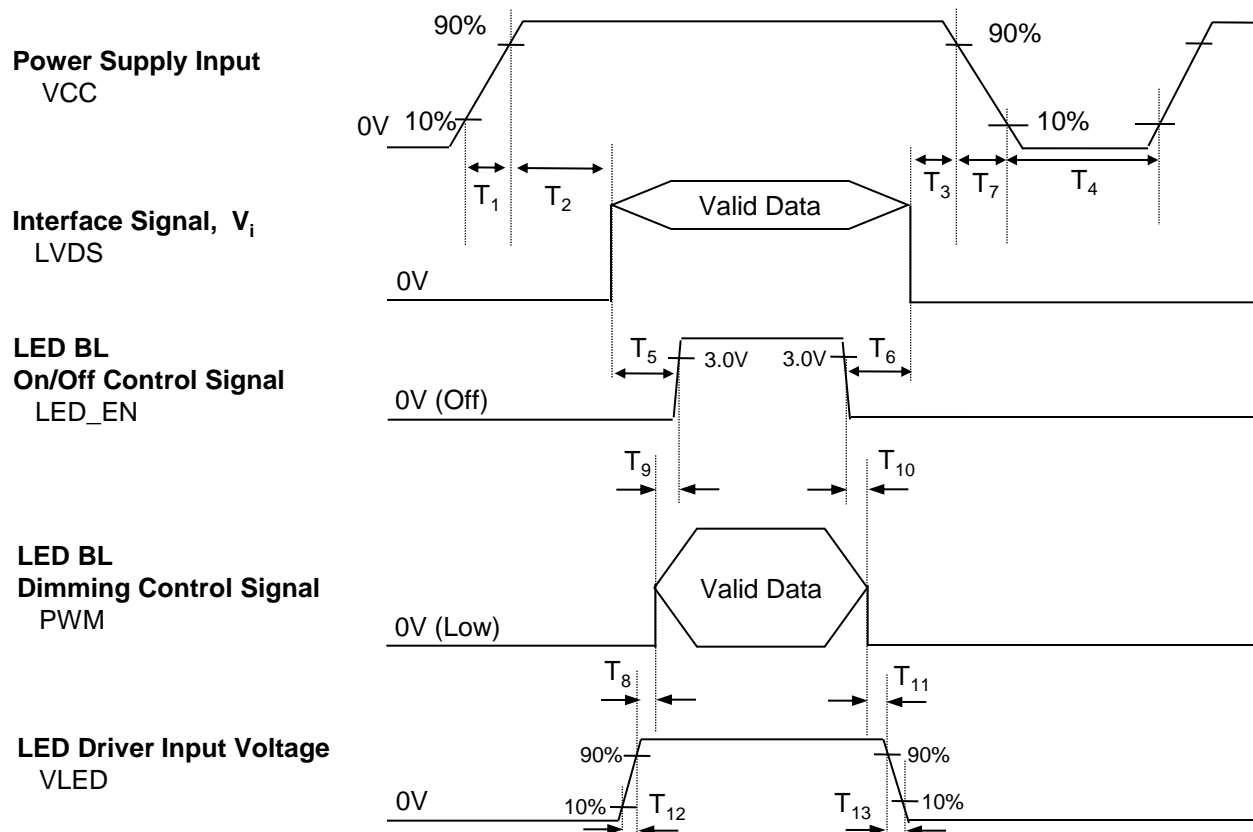 90%
90%
Power Supply Input
VCC
0V
10%
10%
T1
T2
T3
T7
T4
Interface Signal, Vi
LVDS
Valid Data
0V
LED BL
On/Off Control Signal
LED_EN
T5
3.0V
3.0V
T6
0V (Off)
T9
T10
LED BL
Dimming Control Signal
PWM
Valid Data
0V (Low)
T8
T11
LED Driver Input Voltage
VLED
90%
90%
0V
10%
T12
T13
10%